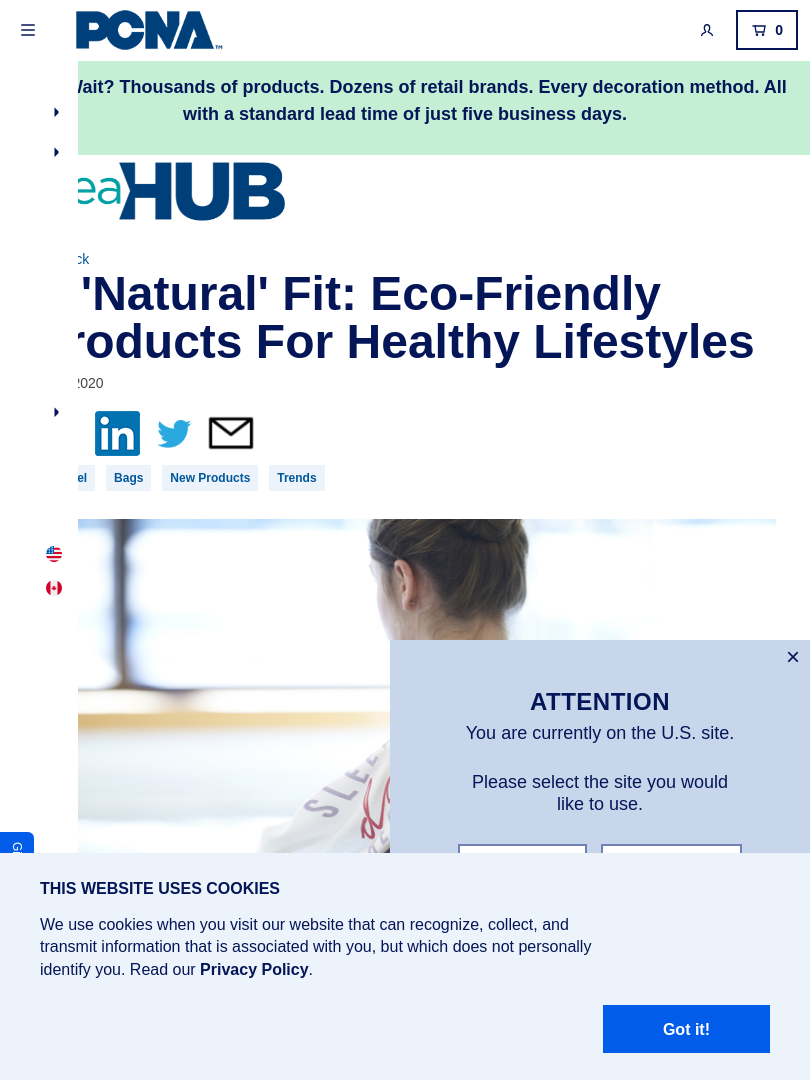 PCNA™
0
Wait? Thousands of products. Dozens of retail brands. Every decoration method. All
with a standard lead time of just five business days.
eaHUB
ck
'Natural' Fit: Eco-Friendly
roducts For Healthy Lifestyles
2020
in
el Bags New Products Trends
SLEE
×
ATTENTION
You are currently on the U.S. site.
Please select the site you would
like to use.
THIS WEBSITE USES COOKIES
We use cookies when you visit our website that can recognize, collect, and
transmit information that is associated with you, but which does not personally
identify you. Read our Privacy Policy.
Got it!